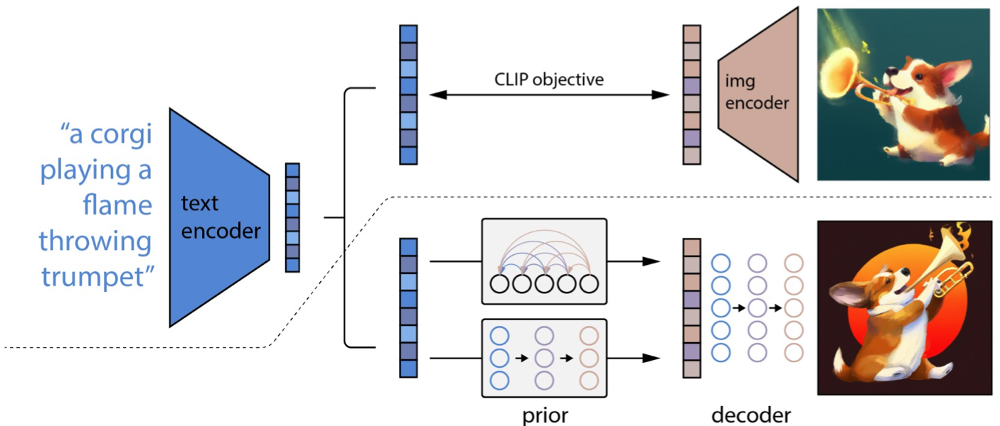 “a corgi
playing a
flame
throwing
trumpet”
text
encoder
CLIP objective
img
encoder
prior
decoder